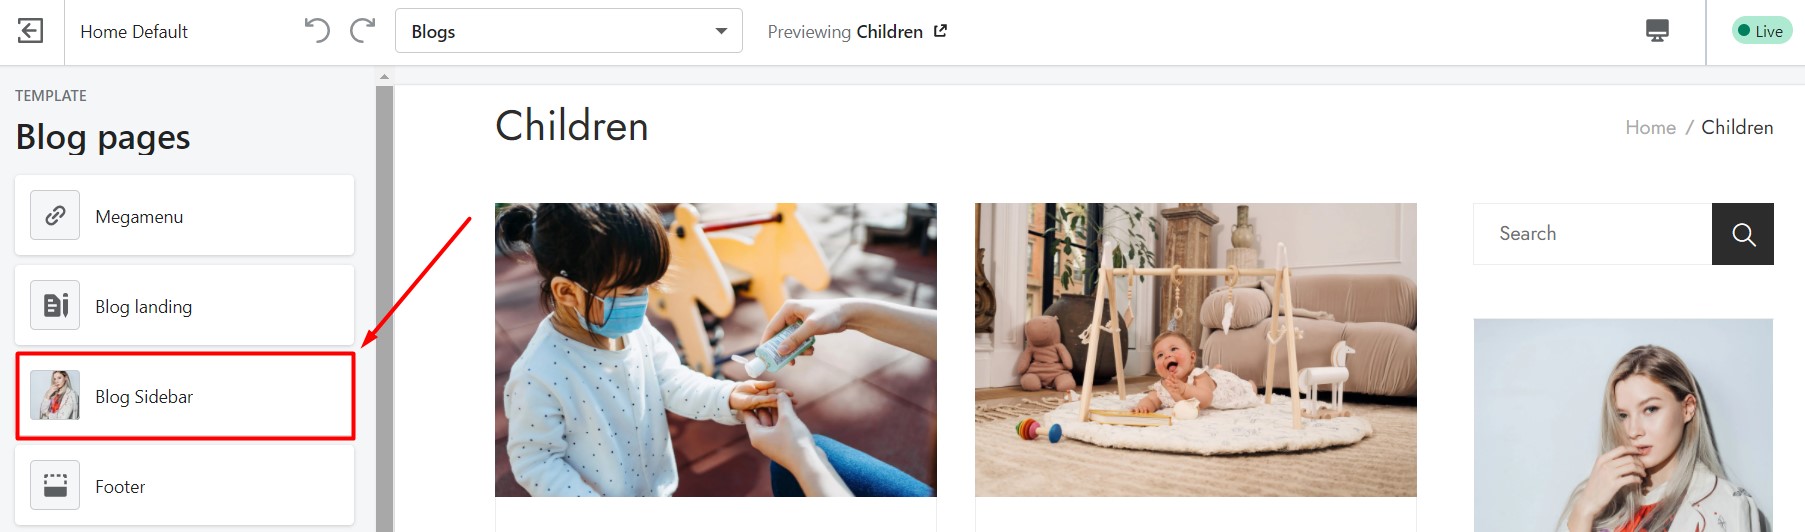 Home Default
Blogs
Previewing Children
Live
TEMPLATE
Blog pages
Megamenu
Blog landing
Blog Sidebar
Footer
Children
Home / Children
Search